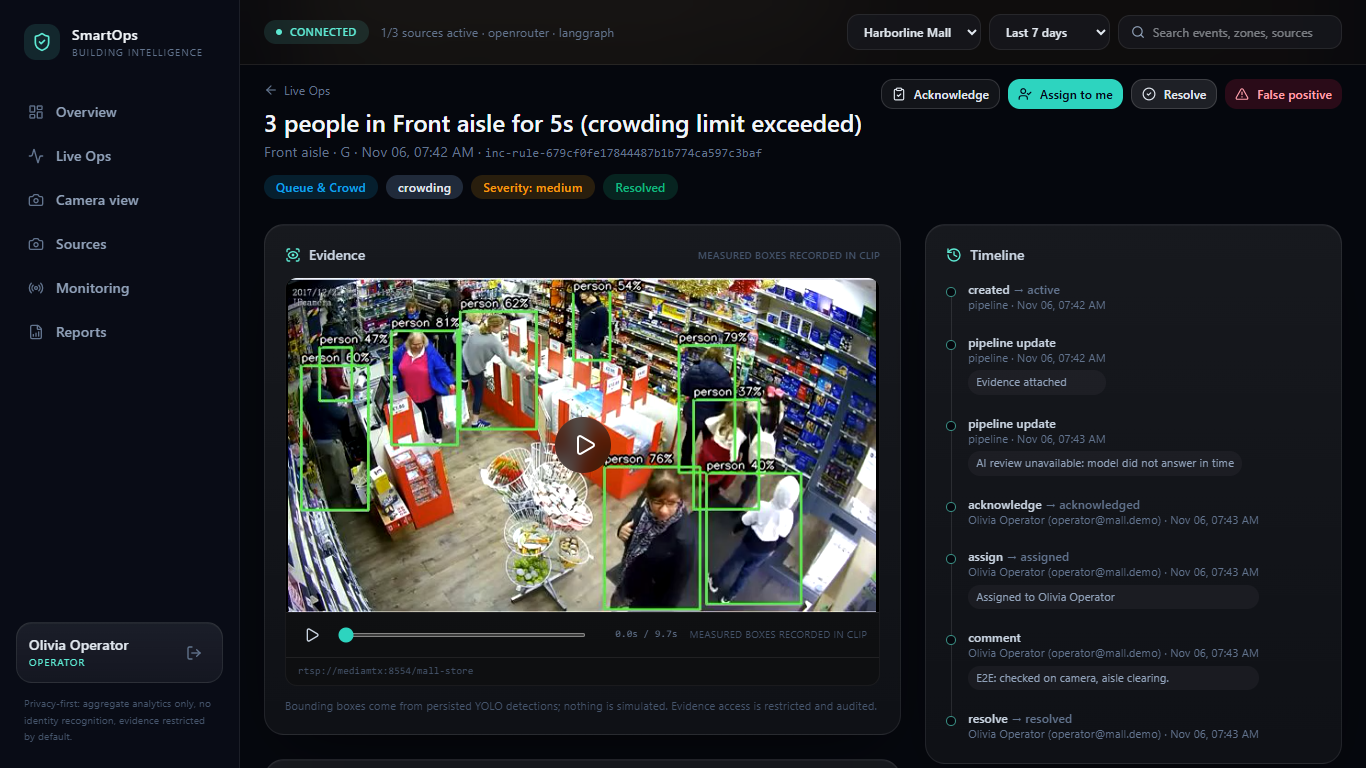 SmartOps
BUILDING INTELLIGENCE
CONNECTED
1/3 sources active · openrouter · langgraph
Harborline Mall
Last 7 days
Search events, zones, sources
Overview
Live Ops
Camera view
Sources
Monitoring
Reports
Olivia Operator
OPERATOR
Privacy-first: aggregate analytics only, no
identity recognition, evidence restricted
by default.
Live Ops
Acknowledge
Assign to me
Resolve
False positive
3 people in Front aisle for 5s (crowding limit exceeded)
Front aisle · G · Nov 06, 07:42 AM · inc-rule-679cf0fe17844487b1b774ca597c3baf
Queue & Crowd
crowding
Severity: medium
Resolved
Evidence
MEASURED BOXES RECORDED IN CLIP
person 54%
person 62%
person 81%
person 47%
person 60%
person 79%
person 37%
person 76%
person 40%
0.0s / 9.7s
MEASURED BOXES RECORDED IN CLIP
rtsp://mediamtx:8554/mall-store
Bounding boxes come from persisted YOLO detections; nothing is simulated. Evidence access is restricted and audited.
Timeline
created → active
pipeline · Nov 06, 07:42 AM
pipeline update
pipeline · Nov 06, 07:42 AM
Evidence attached
pipeline update
pipeline · Nov 06, 07:43 AM
AI review unavailable: model did not answer in time
acknowledge → acknowledged
Olivia Operator (operator@mall.demo) · Nov 06, 07:43 AM
assign → assigned
Olivia Operator (operator@mall.demo) · Nov 06, 07:43 AM
Assigned to Olivia Operator
comment
Olivia Operator (operator@mall.demo) · Nov 06, 07:43 AM
E2E: checked on camera, aisle clearing.
resolve → resolved
Olivia Operator (operator@mall.demo) · Nov 06, 07:43 AM